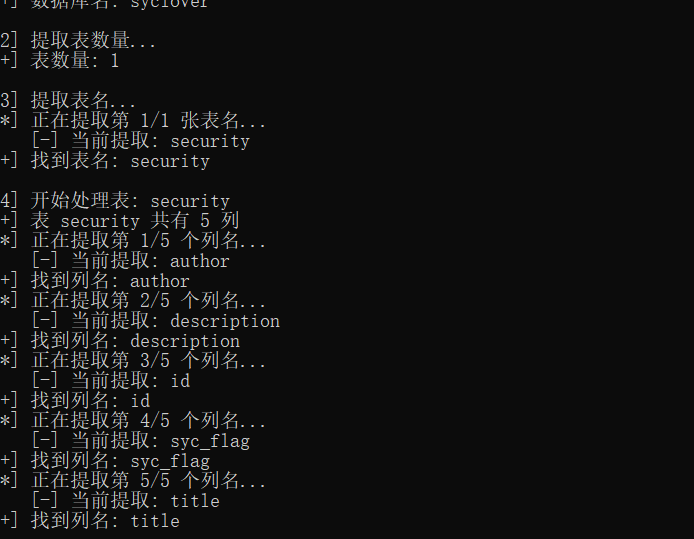 +] 数据库名: syclover
2] 提取表数量...
+] 表数量: 1
3] 提取表名...
*] 正在提取第 1/1 张表名...
[-] 当前提取: security
+] 找到表名: security
4] 开始处理表: security
+] 表 security 共有 5 列
*] 正在提取第 1/5 个列名...
[-] 当前提取: author
+] 找到列名: author
*] 正在提取第 2/5 个列名...
[-] 当前提取: description
+] 找到列名: description
*] 正在提取第 3/5 个列名...
[-] 当前提取: id
+] 找到列名: id
*] 正在提取第 4/5 个列名...
[-] 当前提取: syc_flag
+] 找到列名: syc_flag
*] 正在提取第 5/5 个列名...
[-] 当前提取: title
+] 找到列名: title